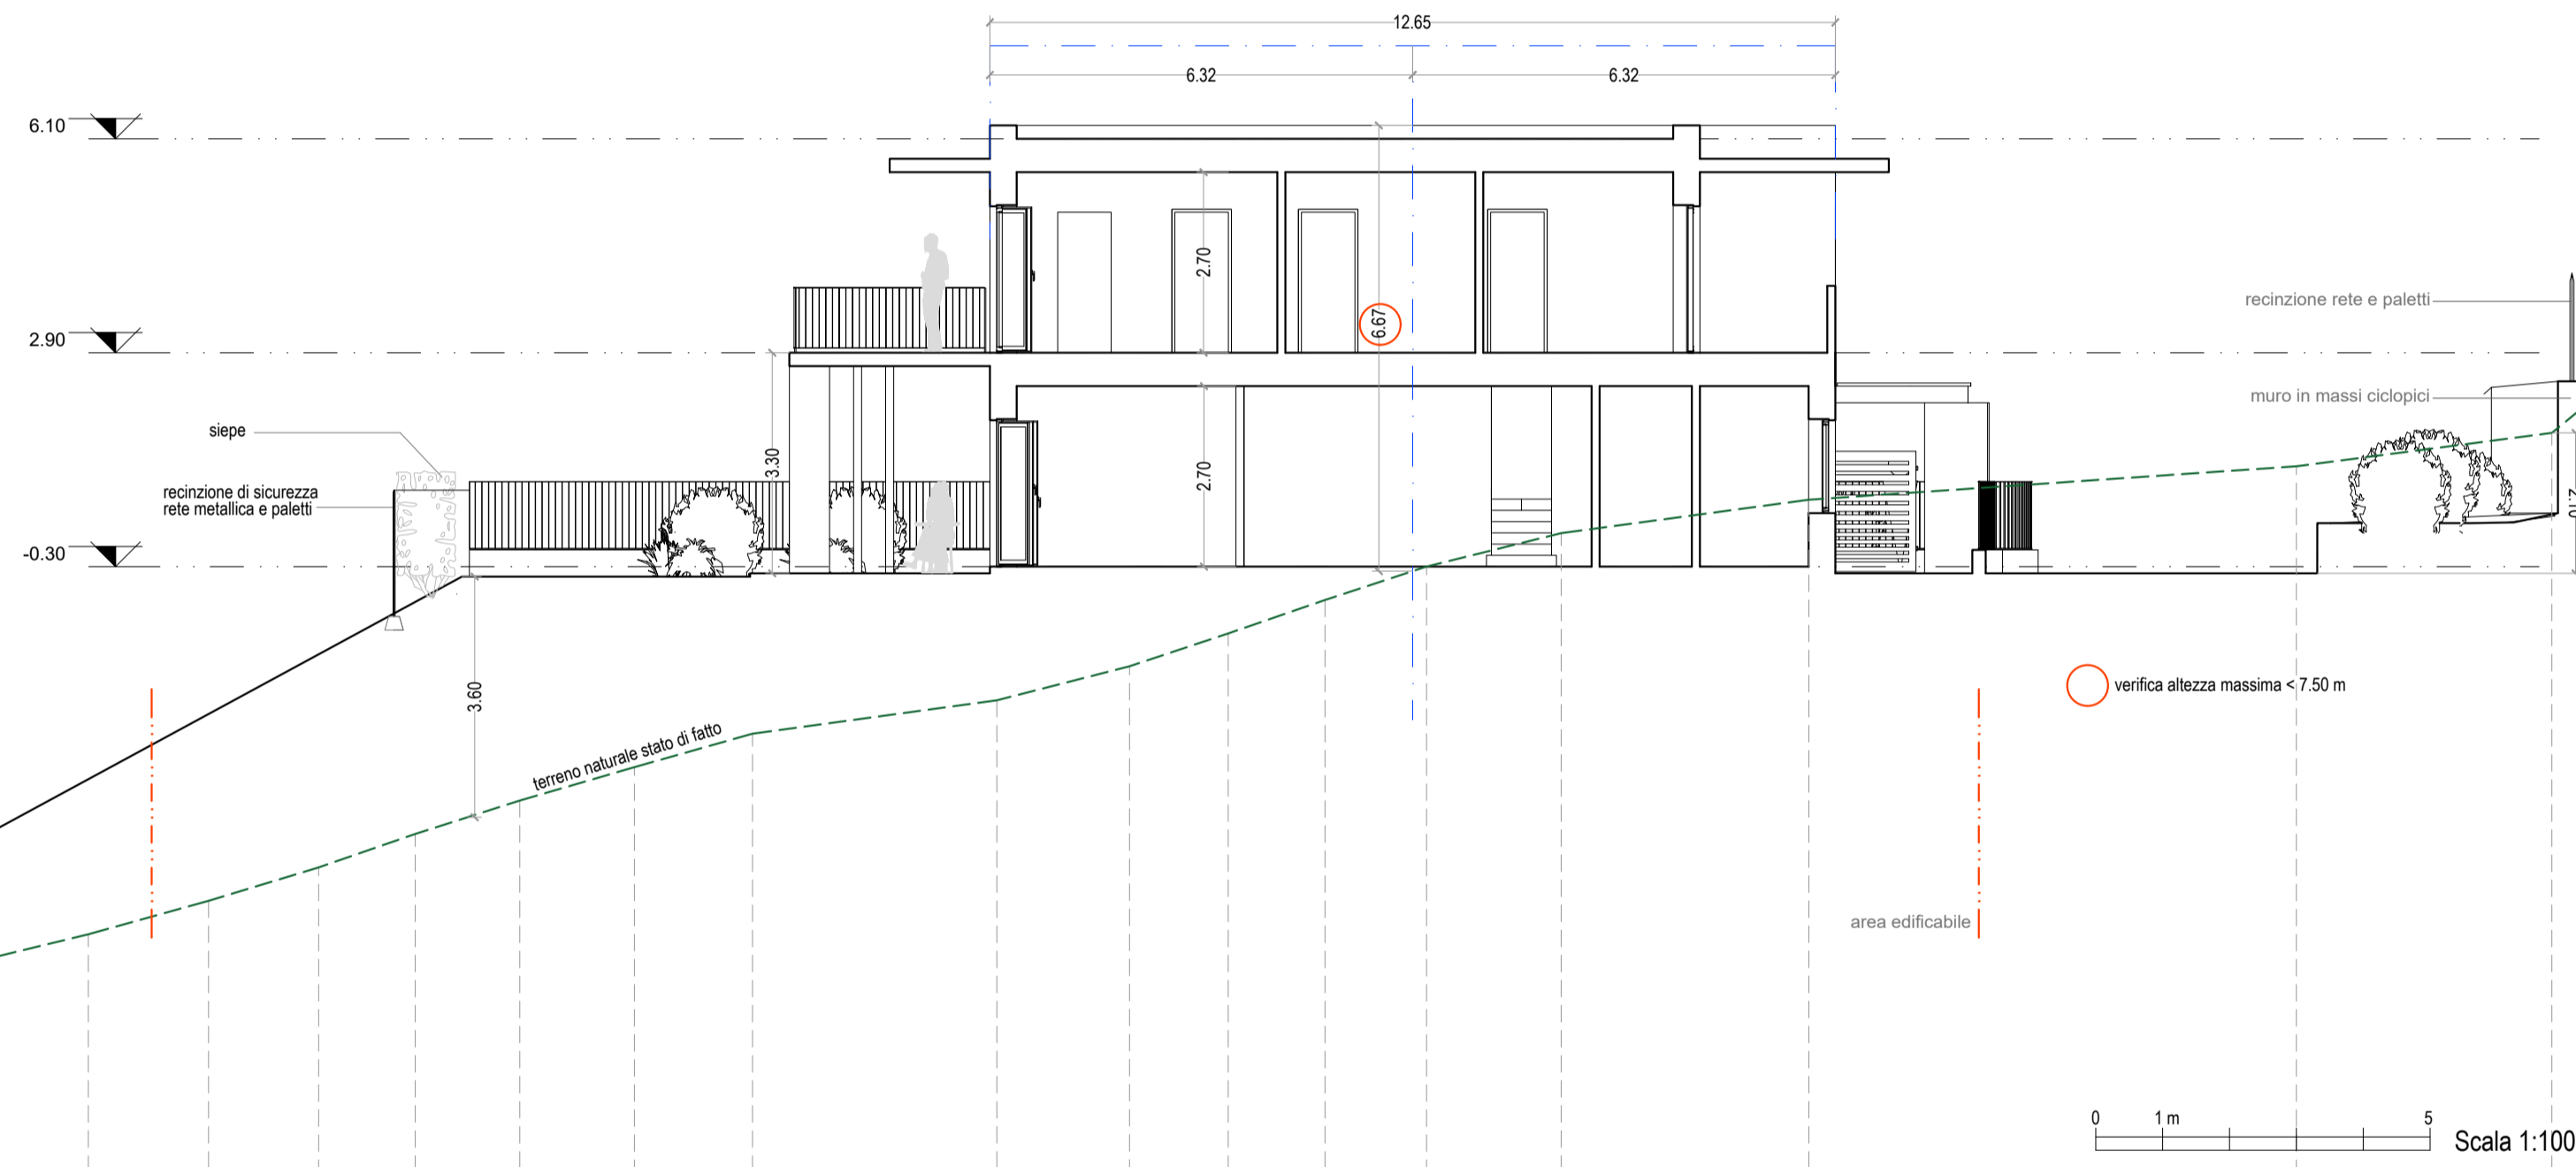 12.65
6.32
6.32
6.10
2.70
6.67
recinzione rete e paletti
2.90
muro in massi ciclopici
siepe
3.30
2.70
recinzione di sicurezza
rete metallica e paletti
-0.30
3.60
verifica altezza massima < 7.50 m
terreno naturale stato di fatto
area edificabile
0
1 m
5
Scala 1:100